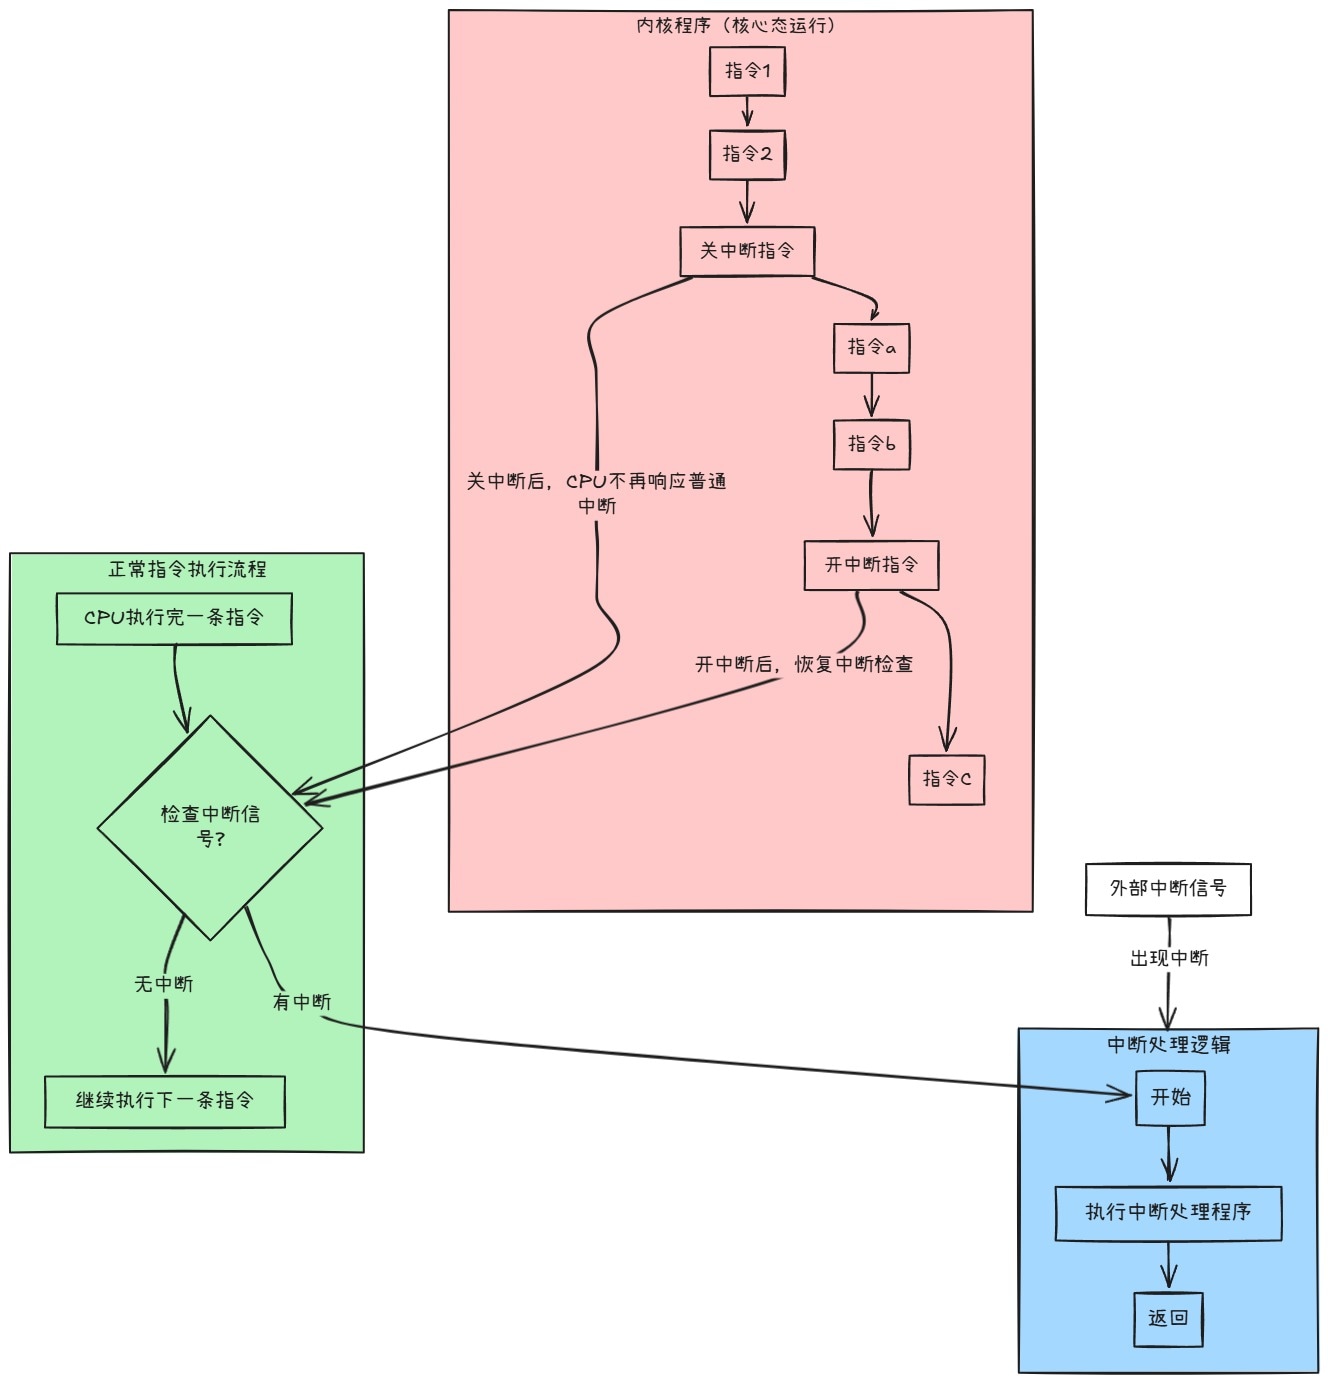 内核程序（核心态运行）
指令1
指令2
关中断指令
指令a
指令b
关中断后，CPU不再响应普通
中断
开中断指令
开中断后，恢复中断检查
指令C
正常指令执行流程
CPU执行完一条指令
检查中断信
号?
无中断
有中断
继续执行下一条指令
外部中断信号
出现中断
中断处理逻辑
开始
执行中断处理程序
返回